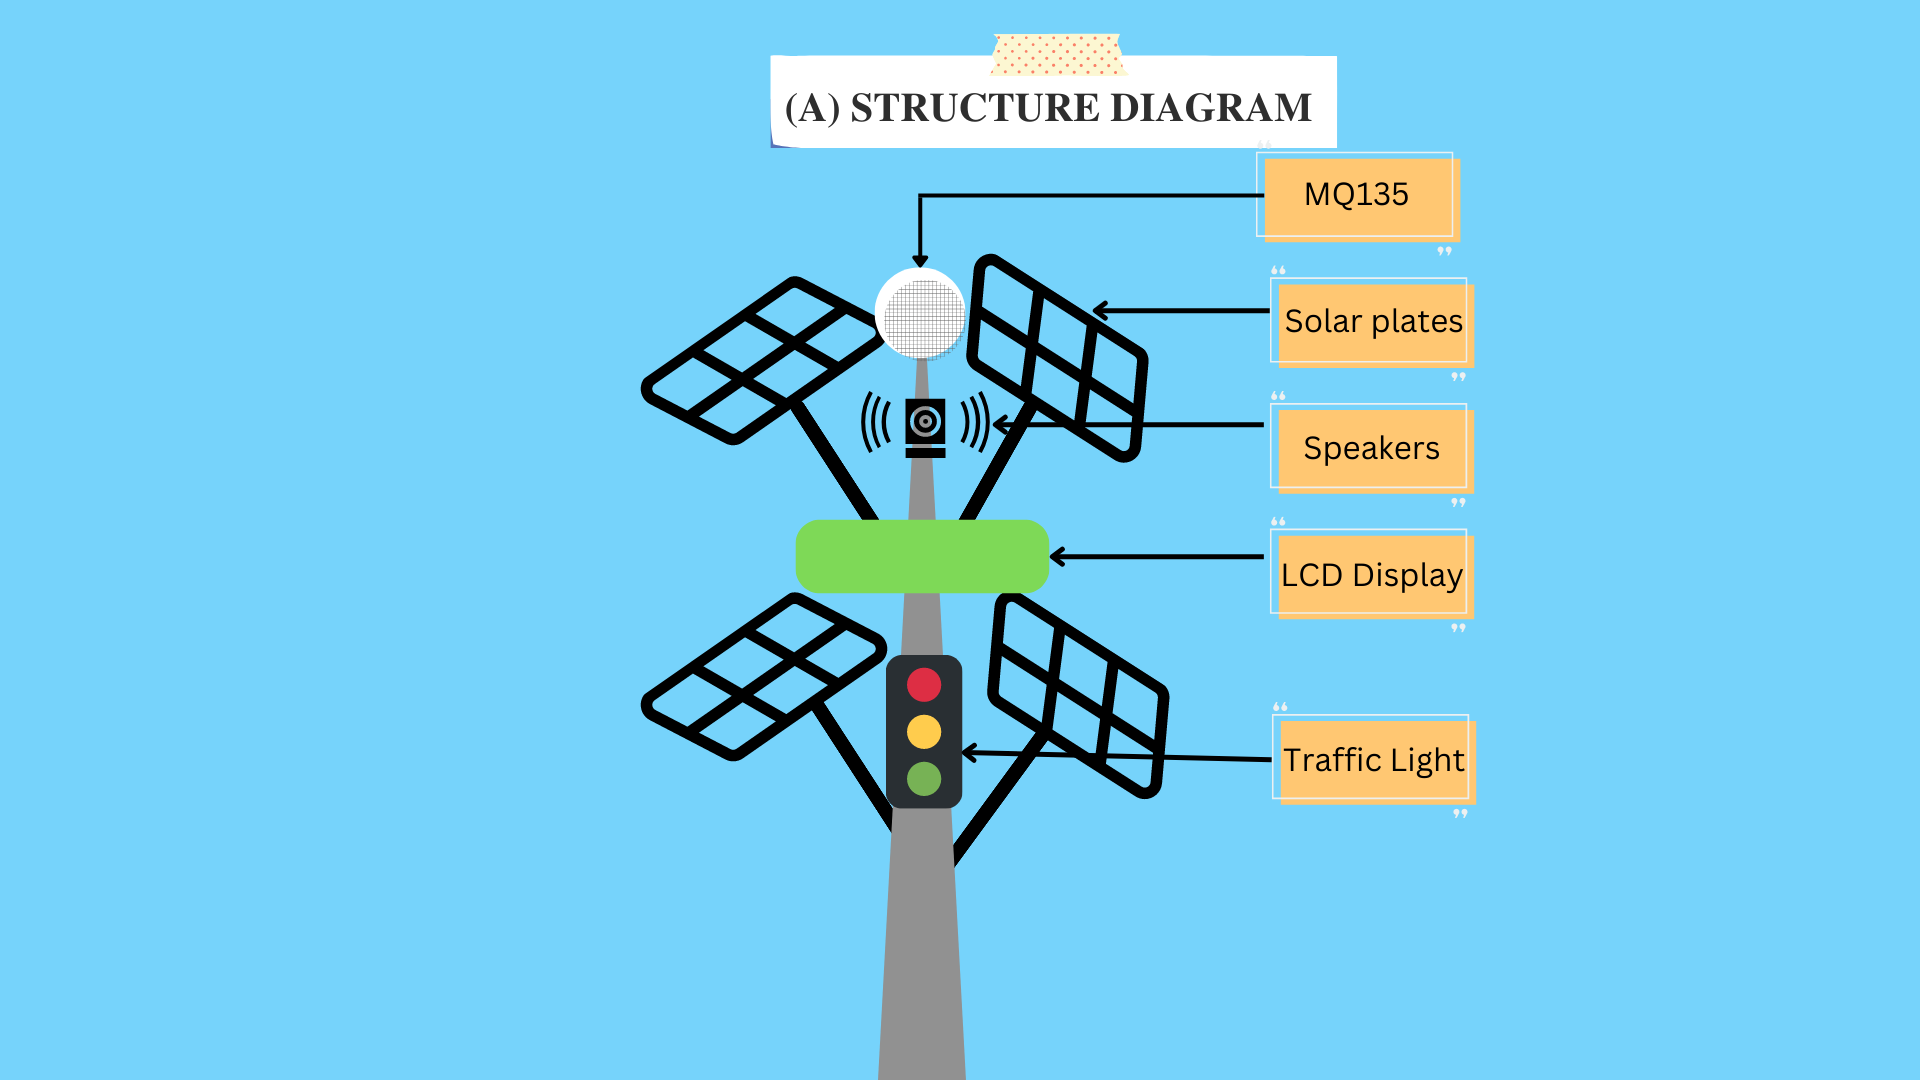 (A) STRUCTURE DIAGRAM
MQ135
Solar plates
Speakers
LCD Display
Traffic Light